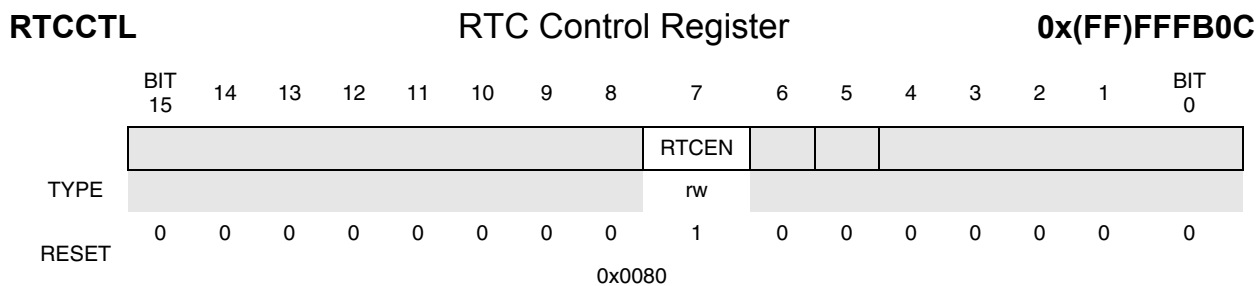 RTCCTL RTC Control Register 0x(FF)FFFB0C
BIT 15 14 13 12 11 10 9 8 7 6 5 4 3 2 1 BIT 0
RTCEN
TYPE rw
RESET 0 0 0 0 0 0 0 0 1 0 0 0 0 0 0 0
0x0080